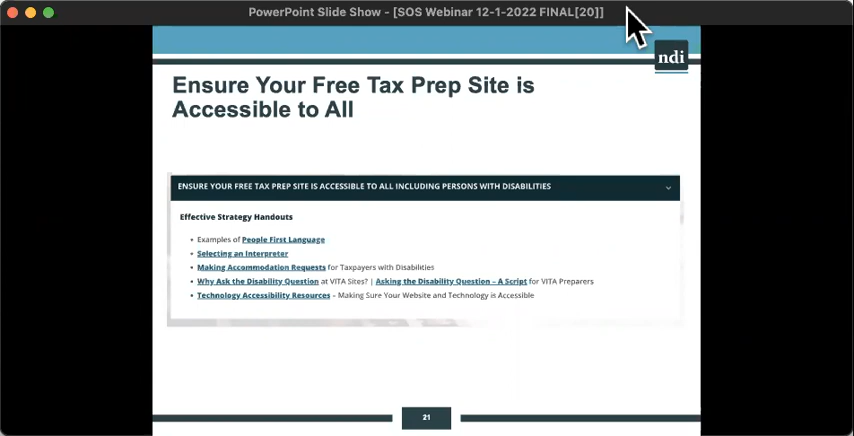 PowerPoint Slide Show - [SOS Webinar 12-1-2022 FINAL[20]]
ndi
Ensure Your Free Tax Prep Site is
Accessible to All
ENSURE YOUR FREE TAX PREP SITE IS ACCESSIBLE TO ALL INCLUDING PERSONS WITH DISABILITIES
Effective Strategy Handouts
• Examples of People First Language
• Selecting an Interpreter
• Making Accommodation Requests for Taxpayers with Disabilities
• Why Ask the Disability Question at VITA Sites? | Asking the Disability Question – A Script for VITA Preparers
• Technology Accessibility Resources – Making Sure Your Website and Technology is Accessible
21